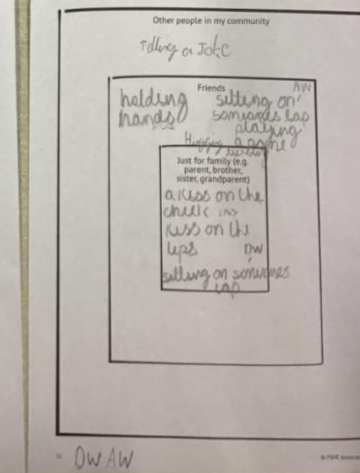 Other people in my community
Telling a Joke
Friends
AW
holding
hands
sitting on
someones lap
playing
a game
Just for family (e.g.
parent, brother,
sister, grandparent)
a kiss on the
cheek
kiss on the
lips DW
sitting on someones
lap
DW AW